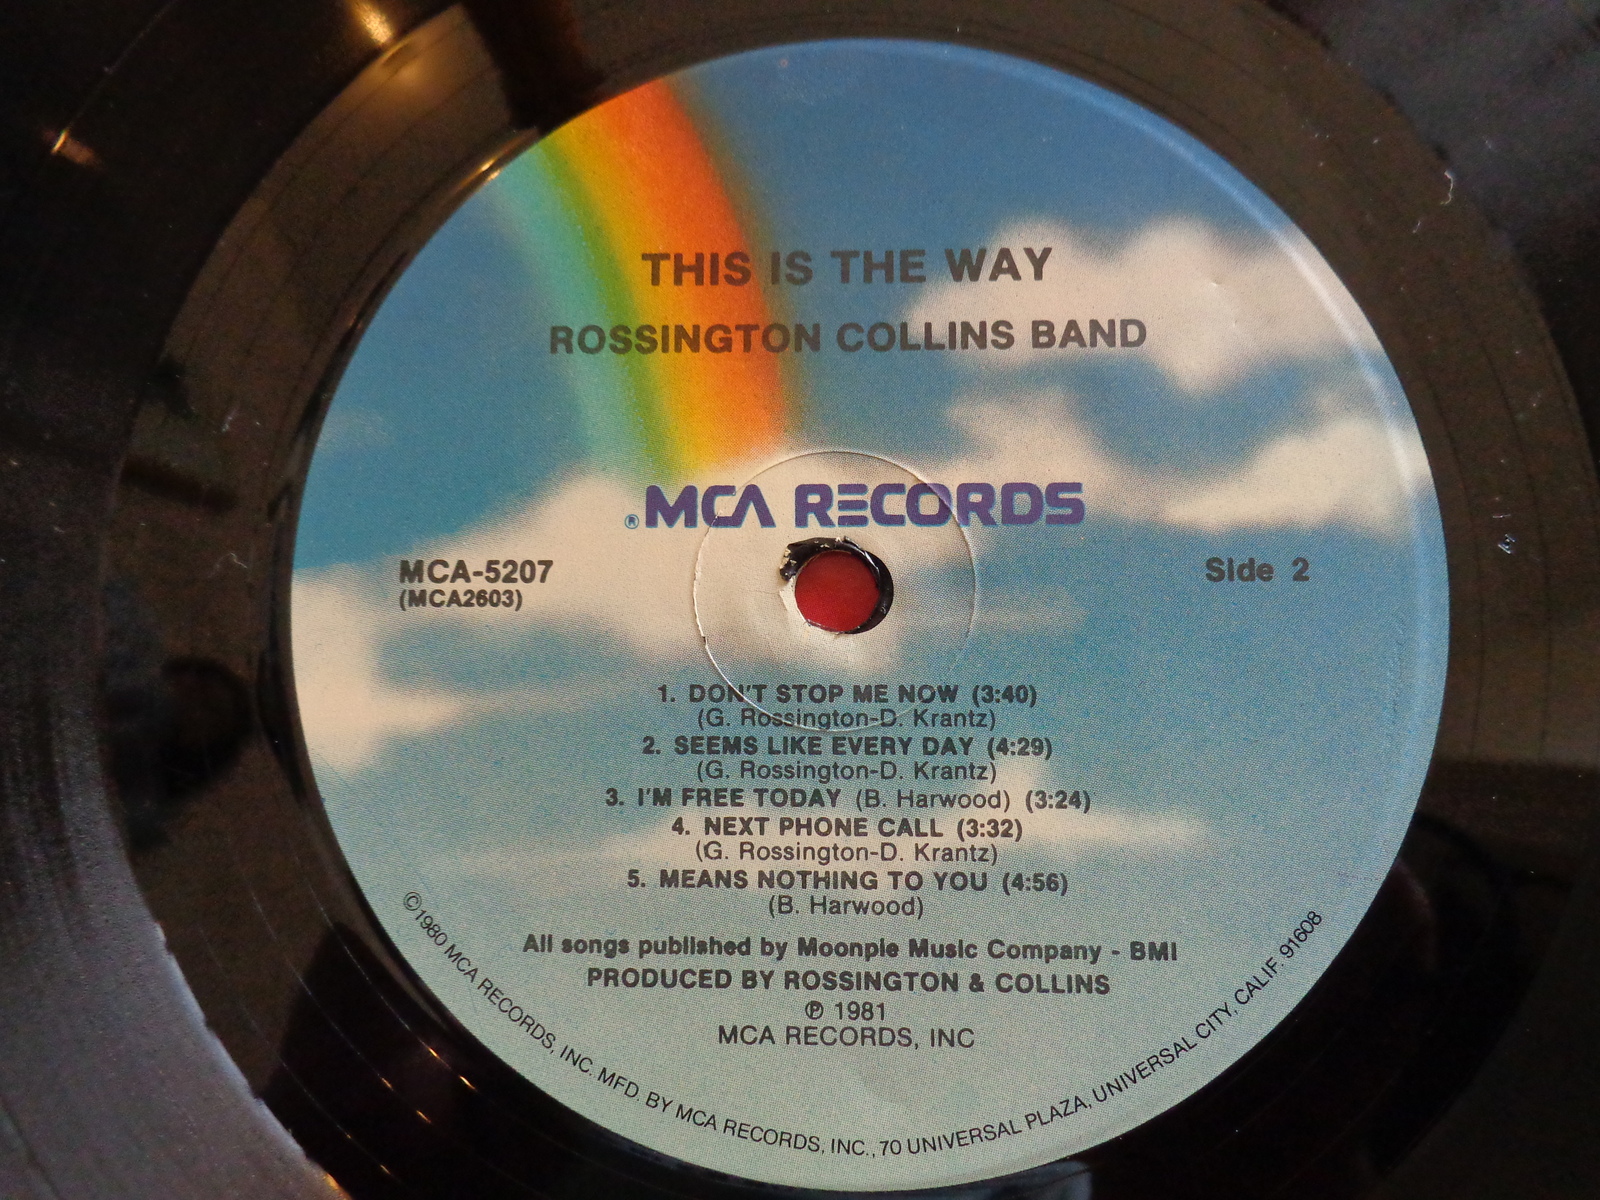 THIS IS THE WAY
ROSSINGTON COLLINS BAND
®MCA RECORDS
MCA-5207
(MCA2603)
Side 2
1. DON'T STOP ME NOW (3:40)
(G. Rossington-D. Krantz)
2. SEEMS LIKE EVERY DAY (4:29)
(G. Rossington-D. Krantz)
3. I'M FREE TODAY (B. Harwood) (3:24)
4. NEXT PHONE CALL (3:32)
(G. Rossington-D. Krantz)
5. MEANS NOTHING TO YOU (4:56)
(B. Harwood)
All songs published by Moonpie Music Company - BMI
PRODUCED BY ROSSINGTON & COLLINS
℗ 1981
MCA RECORDS, INC
©1980 MCA RECORDS, INC. MFD. BY MCA RECORDS, INC., 70 UNIVERSAL PLAZA, UNIVERSAL CITY, CALIF. 91608